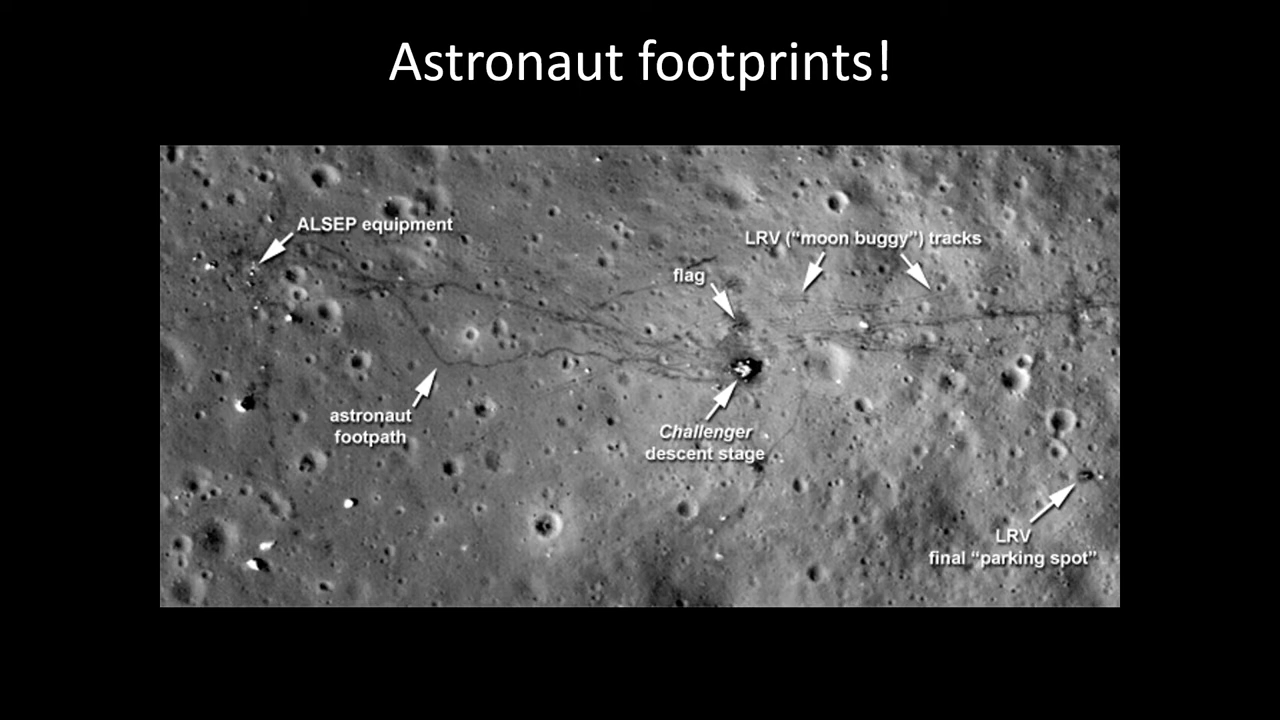 Astronaut footprints!
ALSEP equipment
LRV (“moon buggy”) tracks
flag
astronaut
footpath
Challenger
descent stage
LRV
final “parking spot”